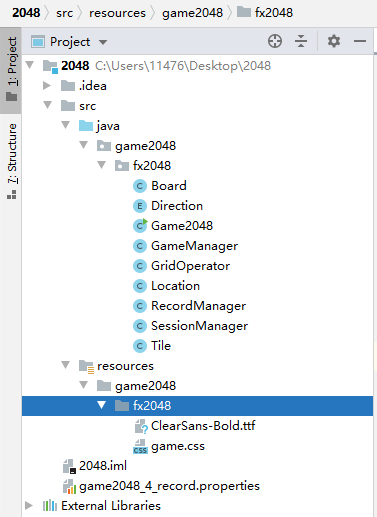 2048 src resources game2048 fx2048
Project
1: Project
7: Structure
2048 C:\Users\11476\Desktop\2048
.idea
src
java
game2048
fx2048
Board
Direction
Game2048
GameManager
GridOperator
Location
RecordManager
SessionManager
Tile
resources
game2048
fx2048
ClearSans-Bold.ttf
game.css
2048.iml
game2048_4_record.properties
External Libraries